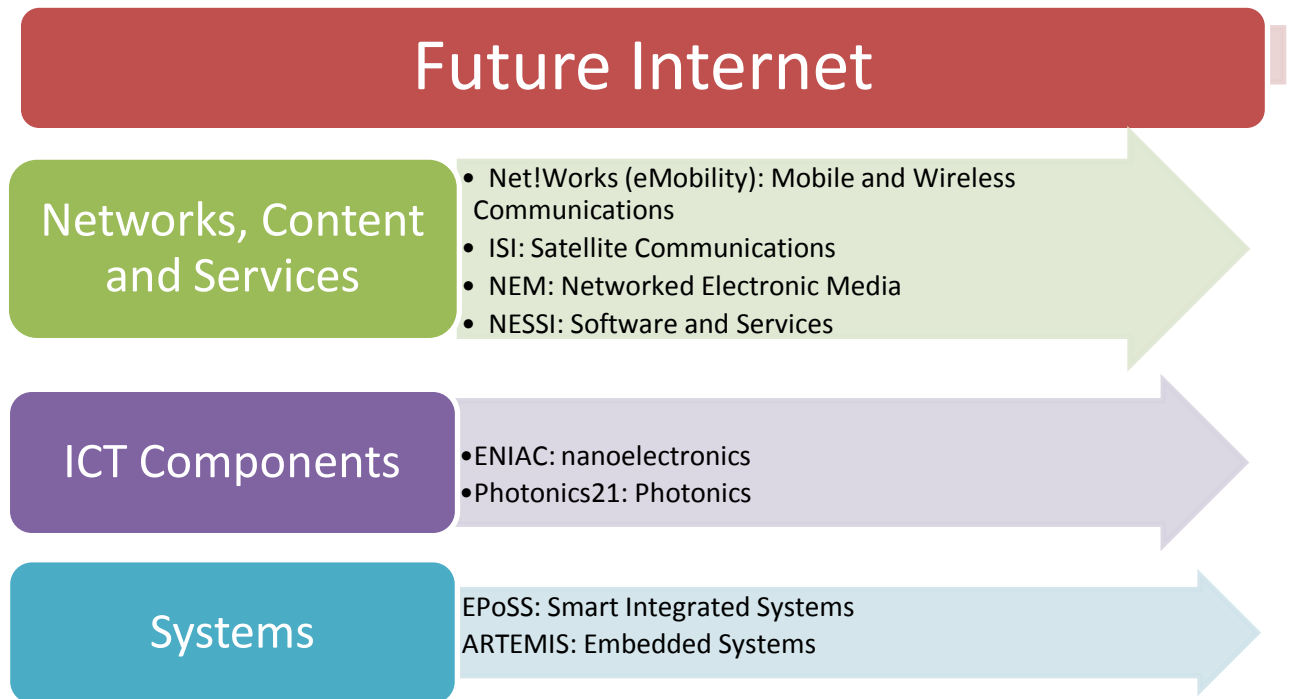 Future Internet
Networks, Content
and Services
• Net!Works (eMobility): Mobile and Wireless
Communications
• ISI: Satellite Communications
• NEM: Networked Electronic Media
• NESSI: Software and Services
ICT Components
•ENIAC: nanoelectronics
•Photonics21: Photonics
Systems
EPoSS: Smart Integrated Systems
ARTEMIS: Embedded Systems